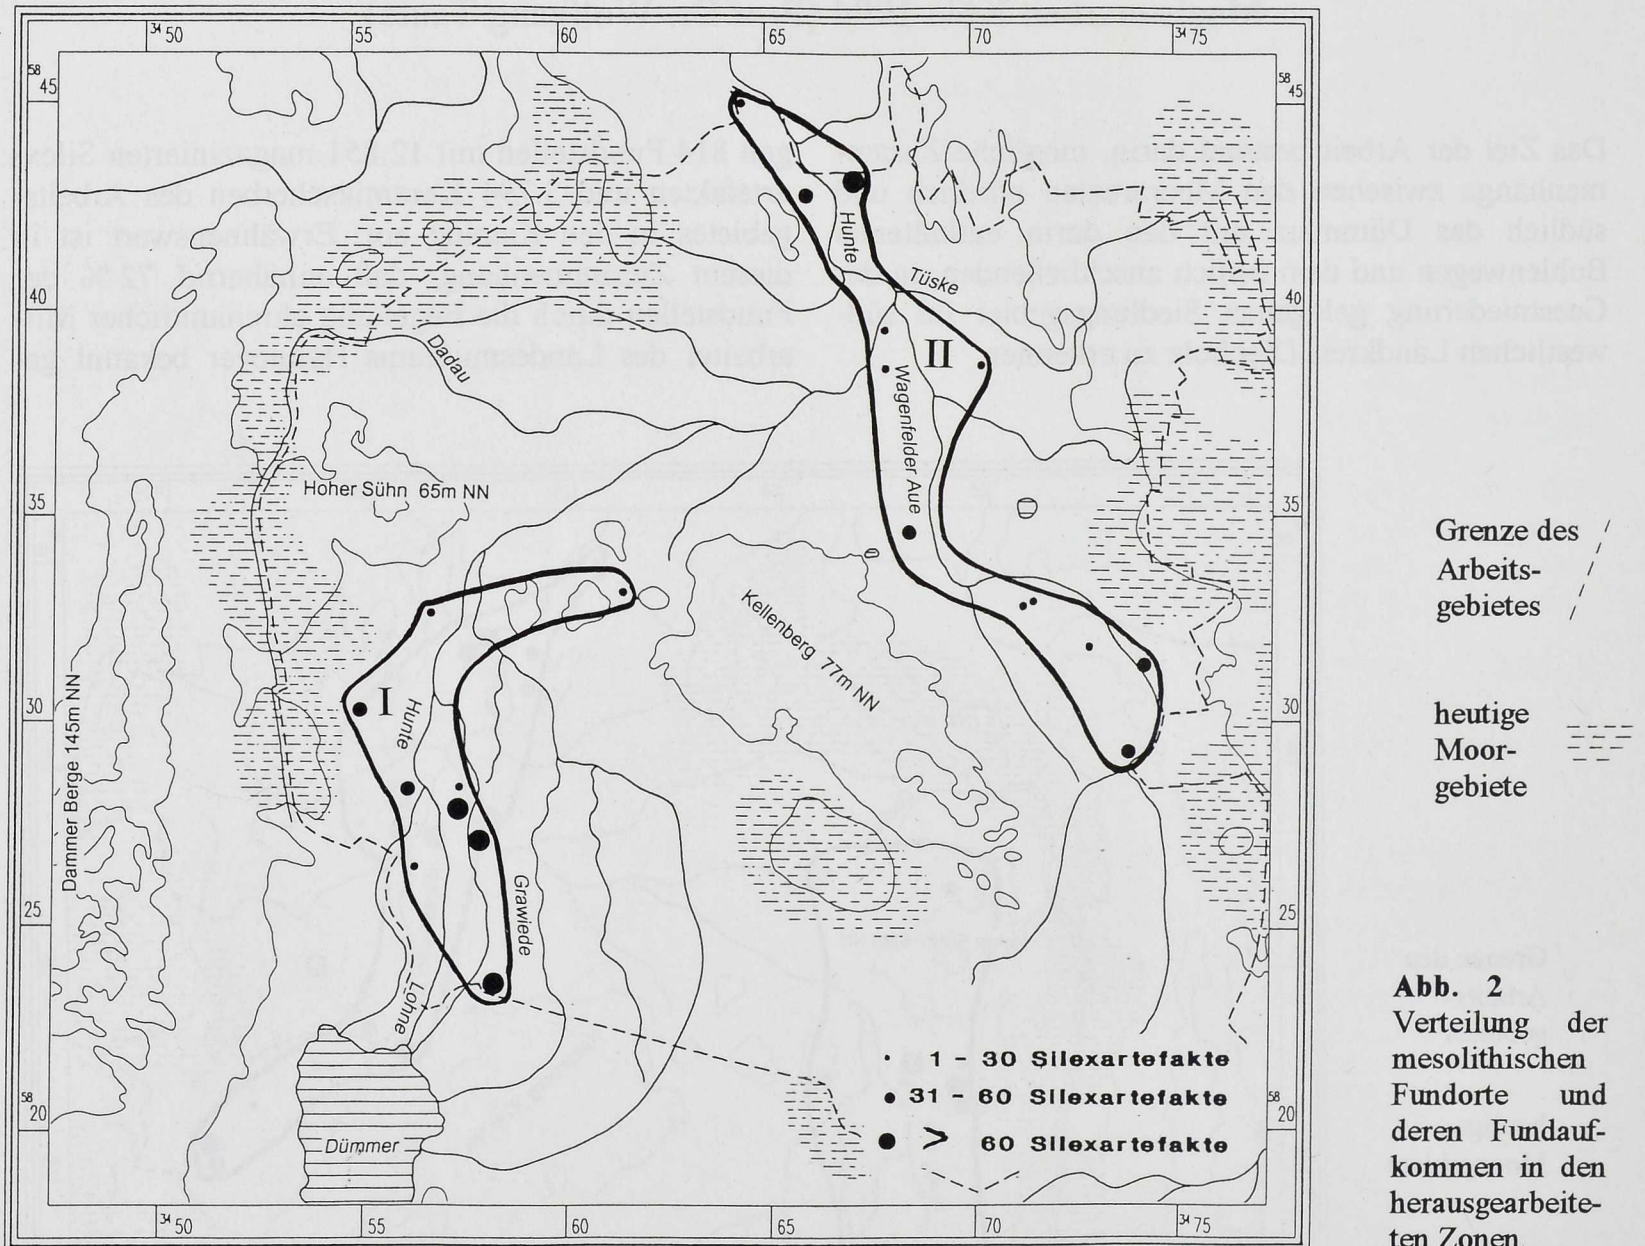 34 50 55 60 65 70 34 75
58 45
58 45
40
40
35
35
30
30
25
25
58 20
58 20
Hunte
Tüske
II
Wagenfelder Aue
Dadau
Hoher Sühn 65m NN
Kellenberg 77m NN
Dammer Berge 145m NN
I
Hunte
Grawiede
Lohne
Dümmer
1 - 30 Silexartefakte
31 - 60 Silexartefakte
> 60 Silexartefakte
34 50 55 60 65 70 34 75
Grenze des
Arbeits-
gebietes
heutige
Moor-
gebiete
Abb. 2
Verteilung der
mesolithischen
Fundorte und
deren Fundauf-
kommen in den
herausgearbeite-
ten Zonen